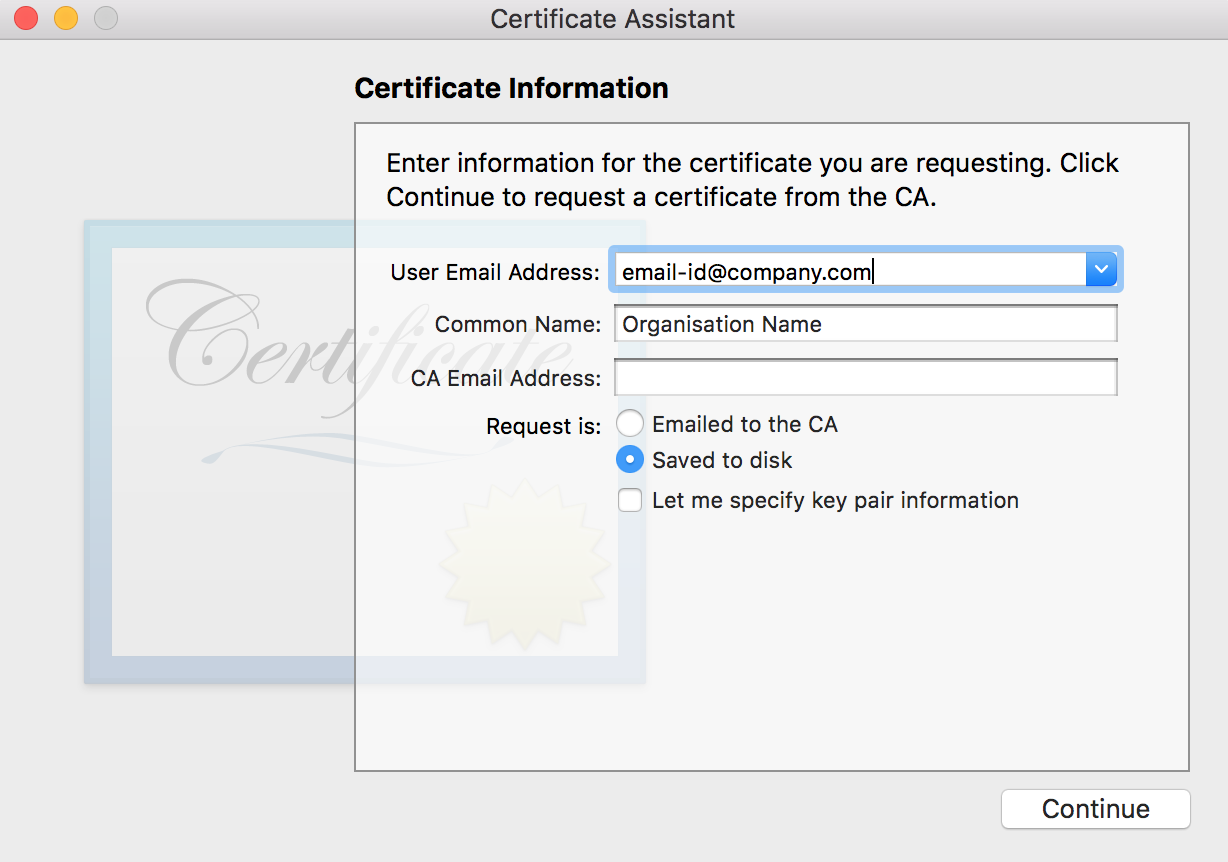 Certificate Assistant
Certificate Information
Enter information for the certificate you are requesting. Click
Continue to request a certificate from the CA.
Certificate
User Email Address: email-id@company.com
Common Name: Organisation Name
CA Email Address:
Request is: Emailed to the CA
Saved to disk
Let me specify key pair information
Continue